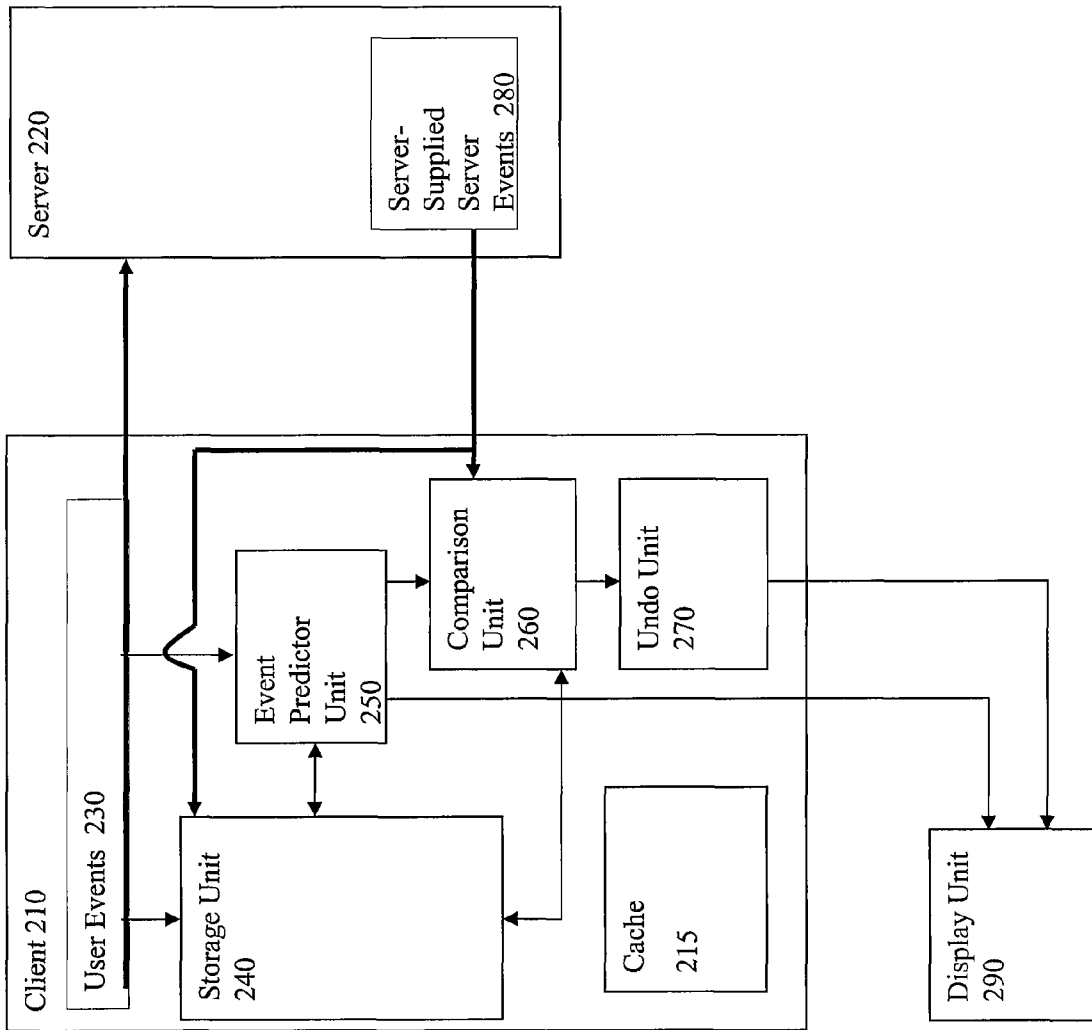 Client 210
User Events 230
Storage Unit
240
Event
Predictor
Unit
250
Comparison
Unit
260
Undo Unit
270
Cache
215
Display Unit
290
Server 220
Server-
Supplied
Server
Events 280